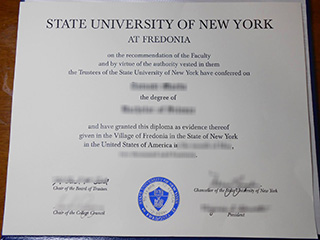 STATE UNIVERSITY OF NEW YORK
AT FREDONIA
on the recommendation of the Faculty
and by virtue of the authority vested in them
the Trustees of the State University of New York have conferred on
the degree of
and have granted this diploma as evidence thereof
given in the Village of Fredonia in the State of New York
in the United States of America
Chair of the Board of Trustees
Chancellor of the State University of New York
Chair of the College Council
President